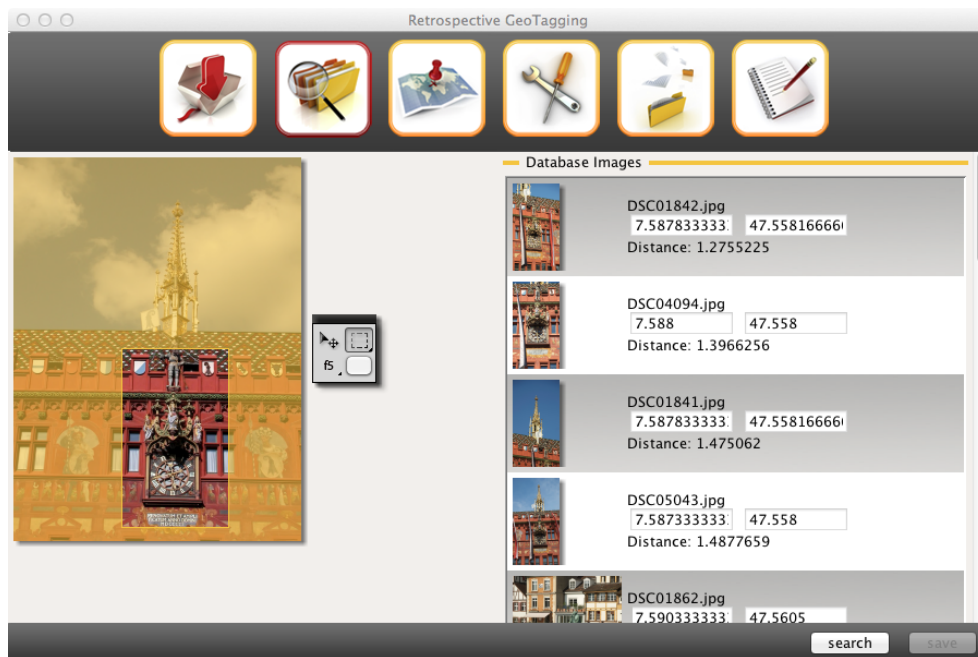 Retrospective GeoTagging
Database Images
f5
DSC01842.jpg
7.587833333
47.55816666
Distance: 1.2755225
DSC04094.jpg
7.588
47.558
Distance: 1.3966256
DSC01841.jpg
7.587833333
47.55816666
Distance: 1.475062
DSC05043.jpg
7.587333333
47.558
Distance: 1.4877659
DSC01862.jpg
7.590333333
47.5605
search
save